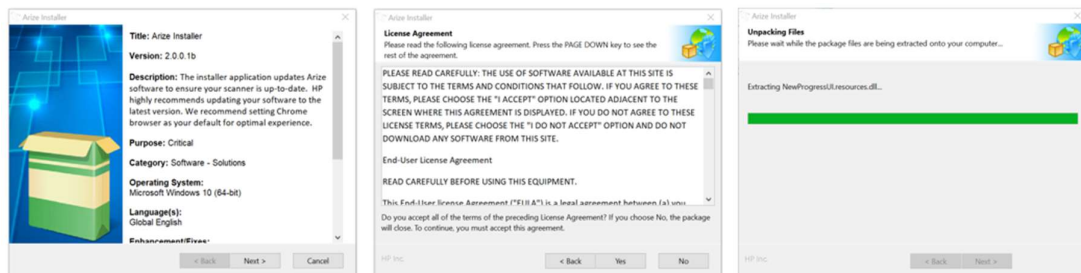 Arize Installer
Title: Arize Installer
Version: 2.0.0.1b
Description: The installer application updates Arize
software to ensure your scanner is up-to-date. HP
highly recommends updating your software to the
latest version. We recommend setting Chrome
browser as your default for optimal experience.
Purpose: Critical
Category: Software - Solutions
Operating System:
Microsoft Windows 10 (64-bit)
Language(s):
Global English
Enhancement/Fixes:
< Back Next > Cancel
Arize Installer
License Agreement
Please read the following license agreement. Press the PAGE DOWN key to see the
rest of the agreement.
PLEASE READ CAREFULLY: THE USE OF SOFTWARE AVAILABLE AT THIS SITE IS
SUBJECT TO THE TERMS AND CONDITIONS THAT FOLLOW. IF YOU AGREE TO THESE
TERMS, PLEASE CHOOSE THE "I ACCEPT" OPTION LOCATED ADJACENT TO THE
SCREEN WHERE THIS AGREEMENT IS DISPLAYED. IF YOU DO NOT AGREE TO THESE
LICENSE TERMS, PLEASE CHOOSE THE "I DO NOT ACCEPT" OPTION AND DO NOT
DOWNLOAD ANY SOFTWARE FROM THIS SITE.
End-User License Agreement
READ CAREFULLY BEFORE USING THIS EQUIPMENT.
This End-User license Agreement ("EULA") is a legal agreement between (a) you
Do you accept all of the terms of the preceding License Agreement? If you choose No, the package
will close. To continue, you must accept this agreement.
HP Inc.
< Back Yes No
Arize Installer
Unpacking Files
Please wait while the package files are being extracted onto your computer...
Extracting NewProgressUI.resources.dll...
HP Inc.
< Back Next >